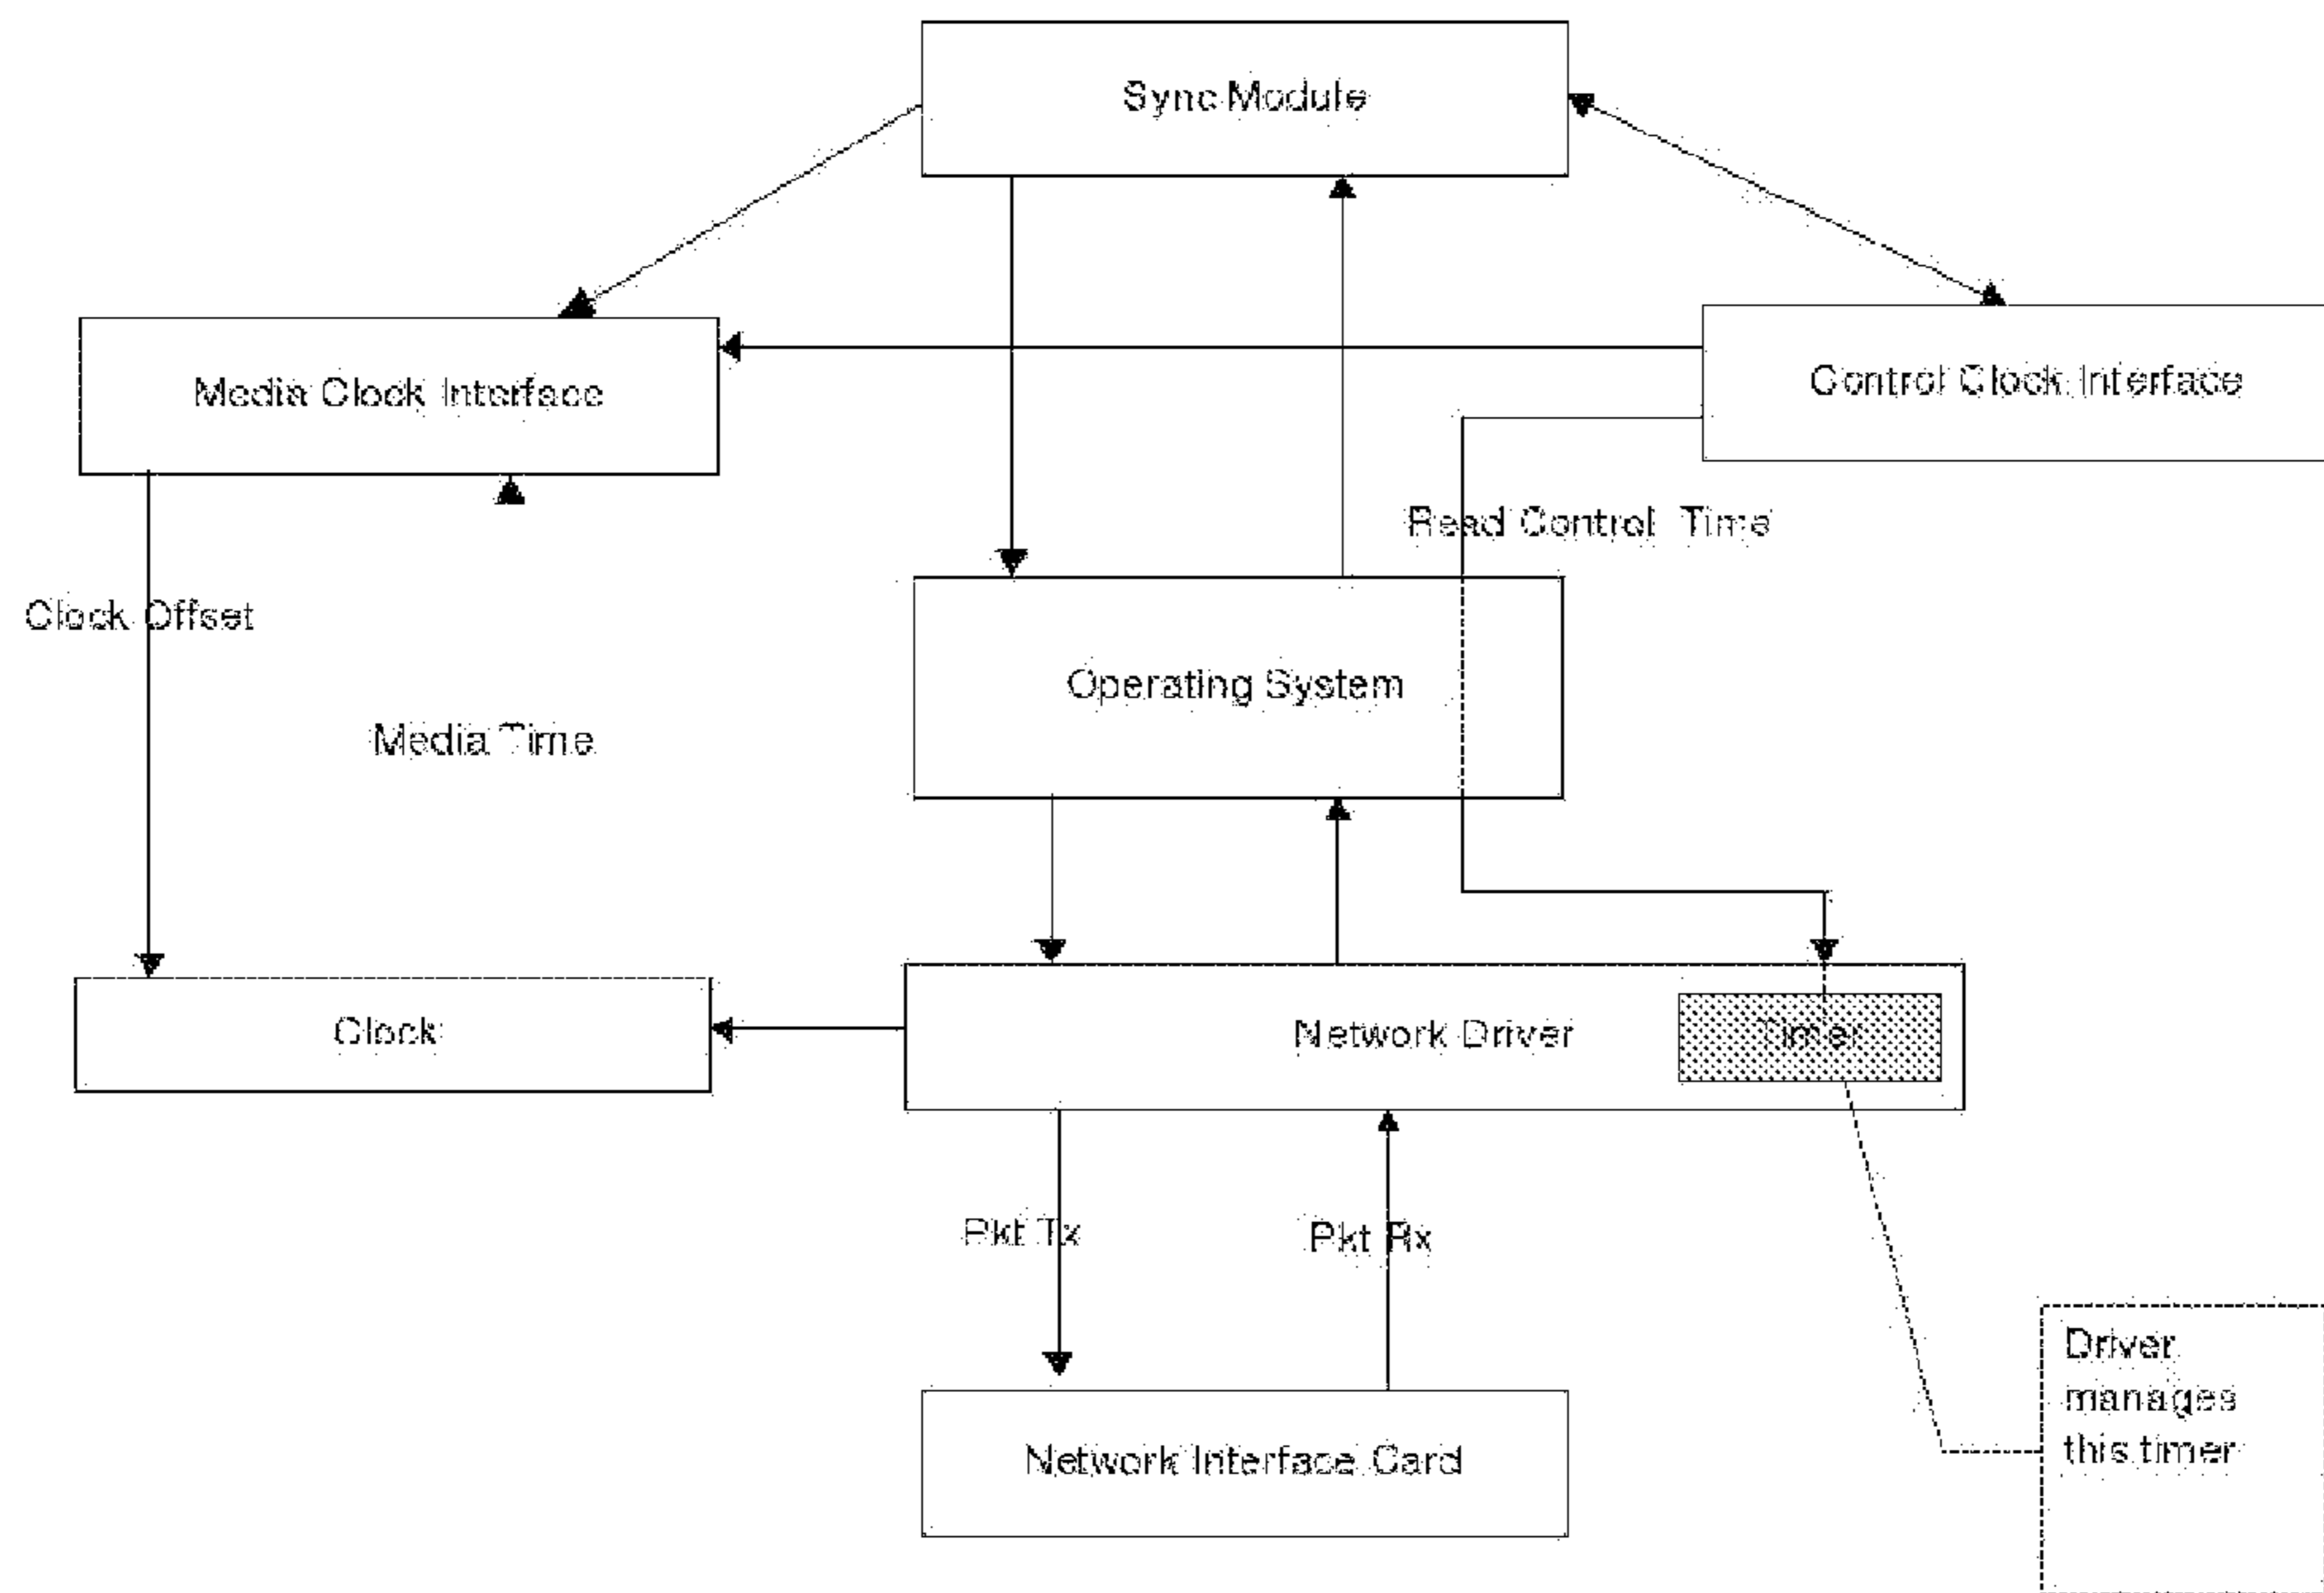 Sync Module
Media Clock Interface
Control Clock Interface
Read Control Time
Clock Offset
Operating System
Media Time
Clock
Network Driver
Timer
Pkt Tx
Pkt Rx
Driver
manages
this timer
Network Interface Card